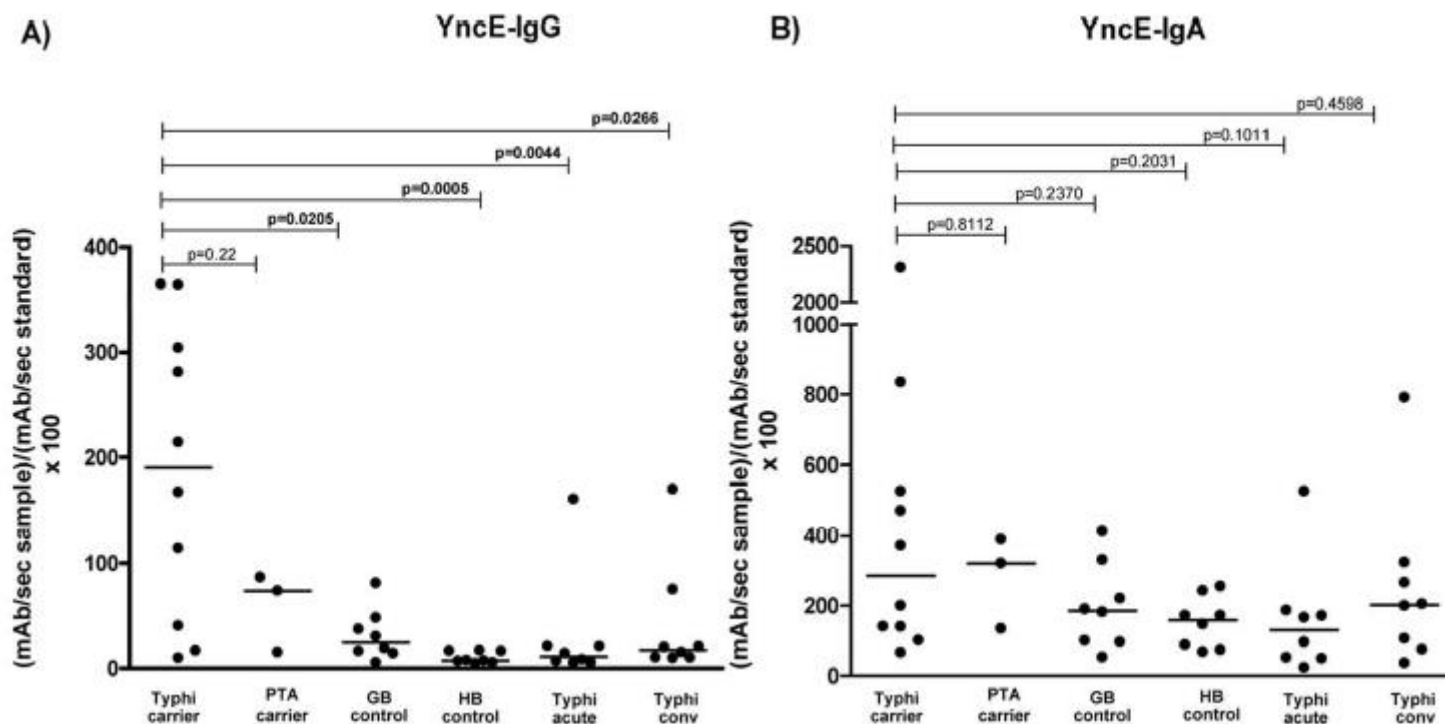 A)
YncE-IgG
p=0.0266
p=0.0044
p=0.0005
p=0.0205
p=0.22
(mAb/sec sample)/(mAb/sec standard)
x 100
400
300
200
100
0
Typhi
carrier
PTA
carrier
GB
control
HB
control
Typhi
acute
Typhi
conv
B)
YncE-IgA
p=0.4598
p=0.1011
p=0.2031
p=0.2370
p=0.8112
(mAb/sec sample)/(mAb/sec standard)
x 100
2500
2000
1000
800
600
400
200
0
Typhi
carrier
PTA
carrier
GB
control
HB
control
Typhi
acute
Typhi
conv